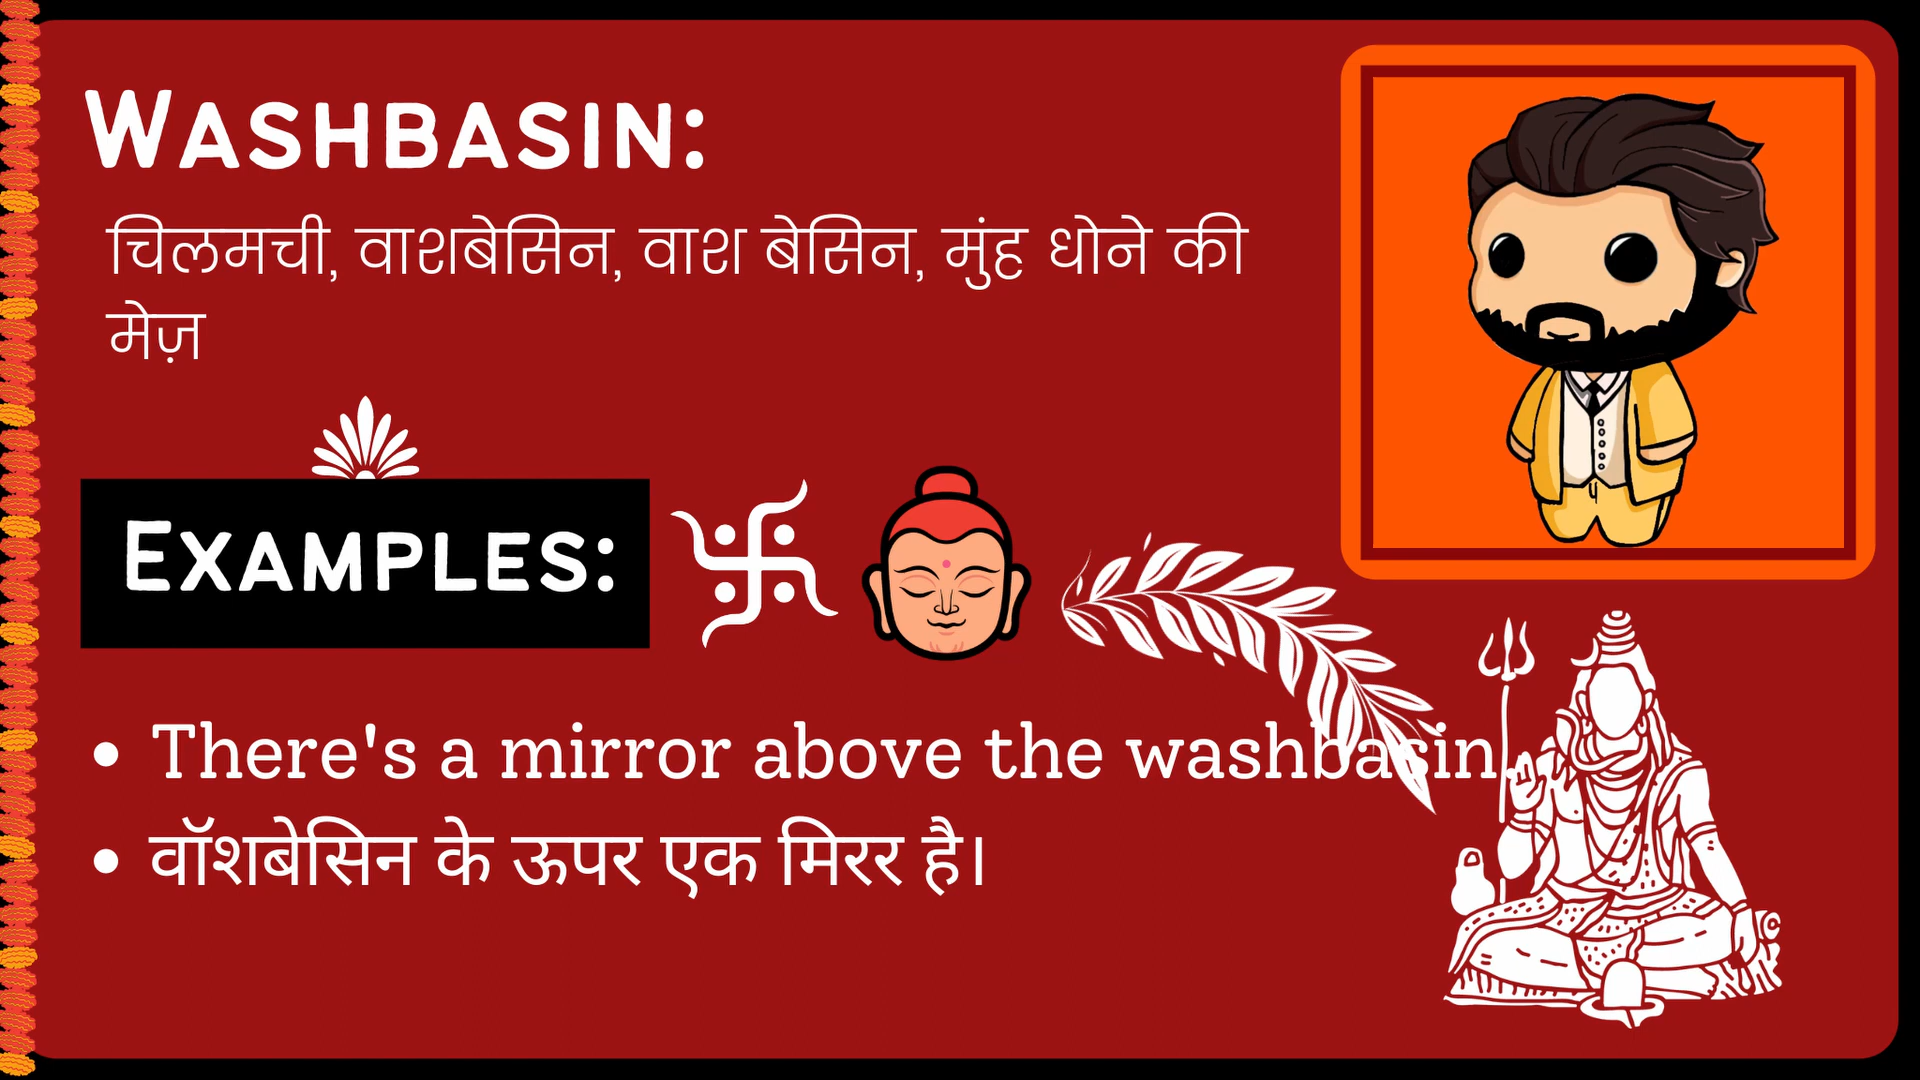 Washbasin:
चिलमची, वाशबेसिन, वाश बेसिन, मुंह धोने की
मेज़
Examples:
• There's a mirror above the washbasin.
• वॉशबेसिन के ऊपर एक मिरर है।